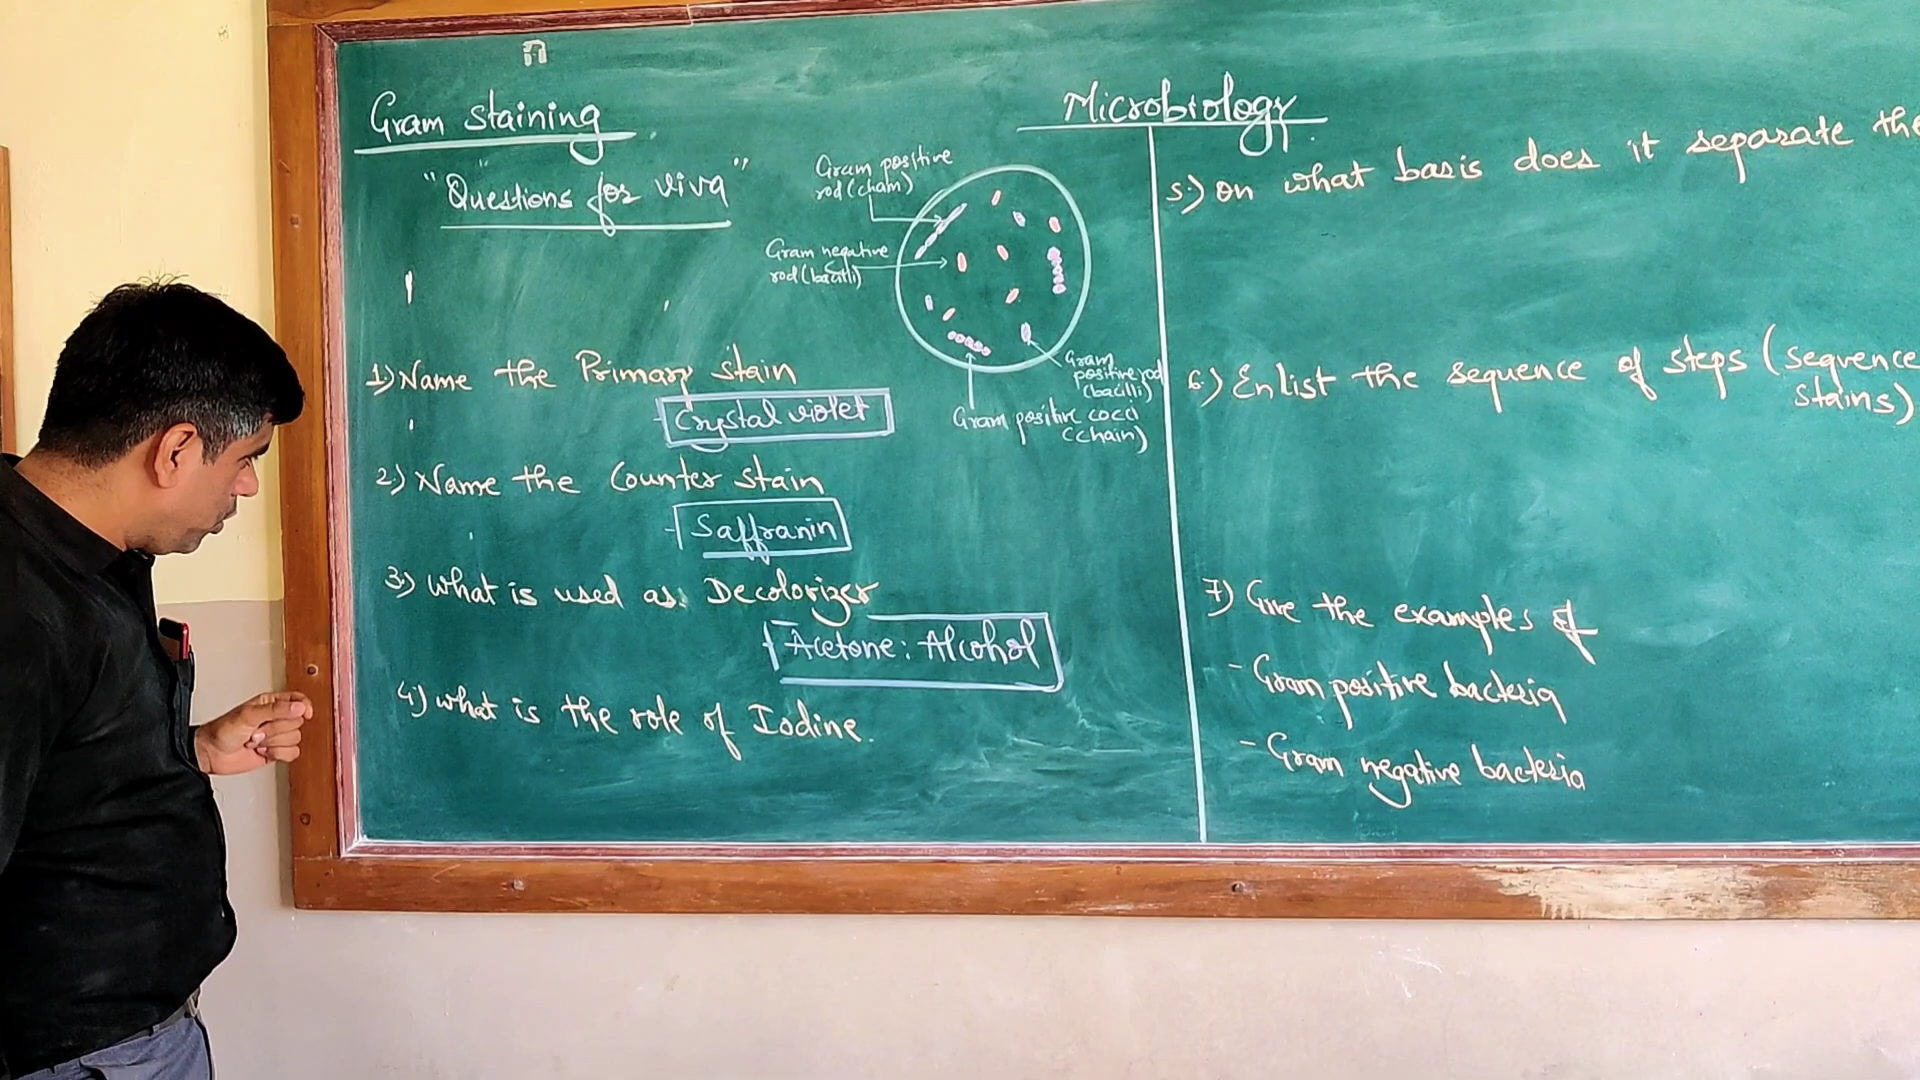 Gram staining
"Questions for viva"
Gram positive
rod (chain)
Gram negative
rod (bacilli)
Gram
positive rod
(bacilli)
Gram positive cocci
(chain)
1) Name the Primary stain
- Crystal violet
2) Name the Counter stain
- Saffranin
3) What is used as Decolorizer
- Acetone : Alcohol
4) What is the role of Iodine.
Microbiology
5) On what basis does it separate the
6) Enlist the sequence of steps (sequence
stains)
7) Give the examples of
- Gram positive bacteria
- Gram negative bacteria